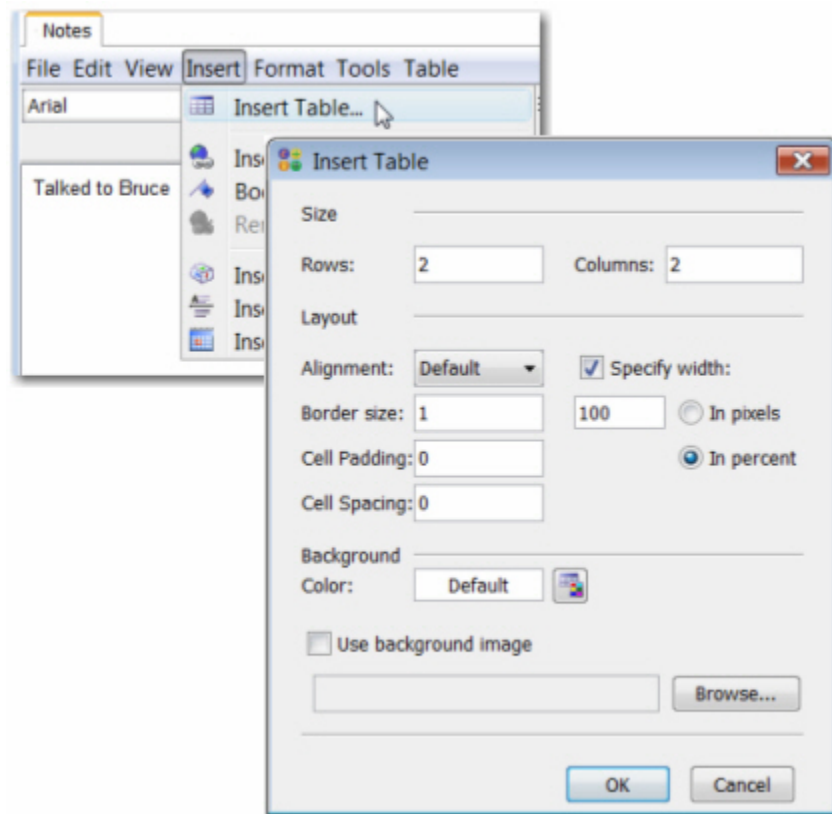 Notes
File Edit View Insert Format Tools Table
Arial
Insert Table...
Talked to Bruce
Insert Table
Size
Rows: 2 Columns: 2
Layout
Alignment: Default Specify width:
Border size: 1 100 In pixels
Cell Padding: 0 In percent
Cell Spacing: 0
Background
Color: Default
Use background image
Browse...
OK Cancel